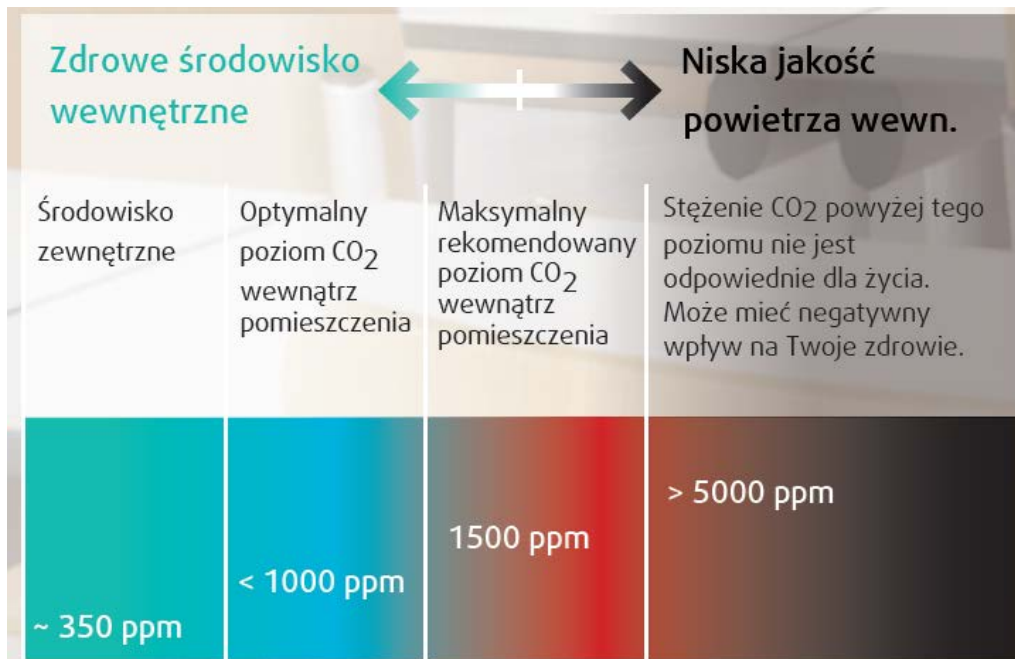 Zdrowe środowisko
wewnętrzne
Niska jakość
powietrza wewn.
Środowisko
zewnętrzne
Optymalny
poziom CO2
wewnątrz
pomieszczenia
Maksymalny
rekomendowany
poziom CO2
wewnątrz
pomieszczenia
Stężenie CO2 powyżej tego
poziomu nie jest
odpowiednie dla życia.
Może mieć negatywny
wpływ na Twoje zdrowie.
~ 350 ppm
< 1000 ppm
1500 ppm
> 5000 ppm